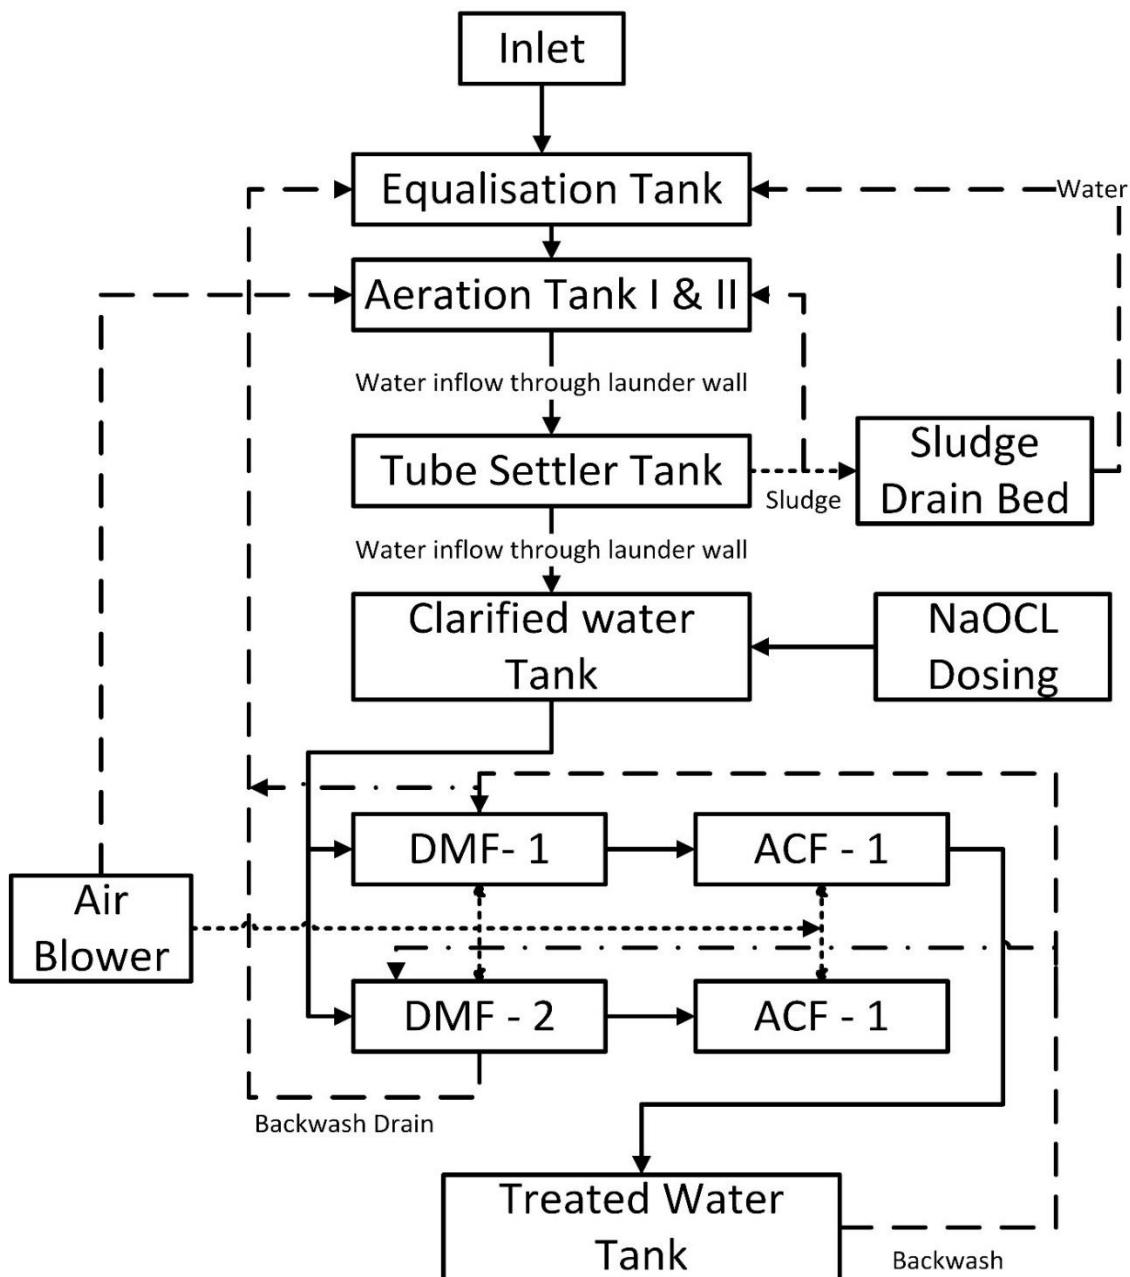 Inlet
Equalisation Tank
Water
Aeration Tank I & II
Water inflow through launder wall
Tube Settler Tank
Sludge
Sludge
Drain Bed
Water inflow through launder wall
Clarified water
Tank
NaOCL
Dosing
DMF- 1
ACF - 1
Air
Blower
DMF - 2
ACF - 1
Backwash Drain
Treated Water
Tank
Backwash